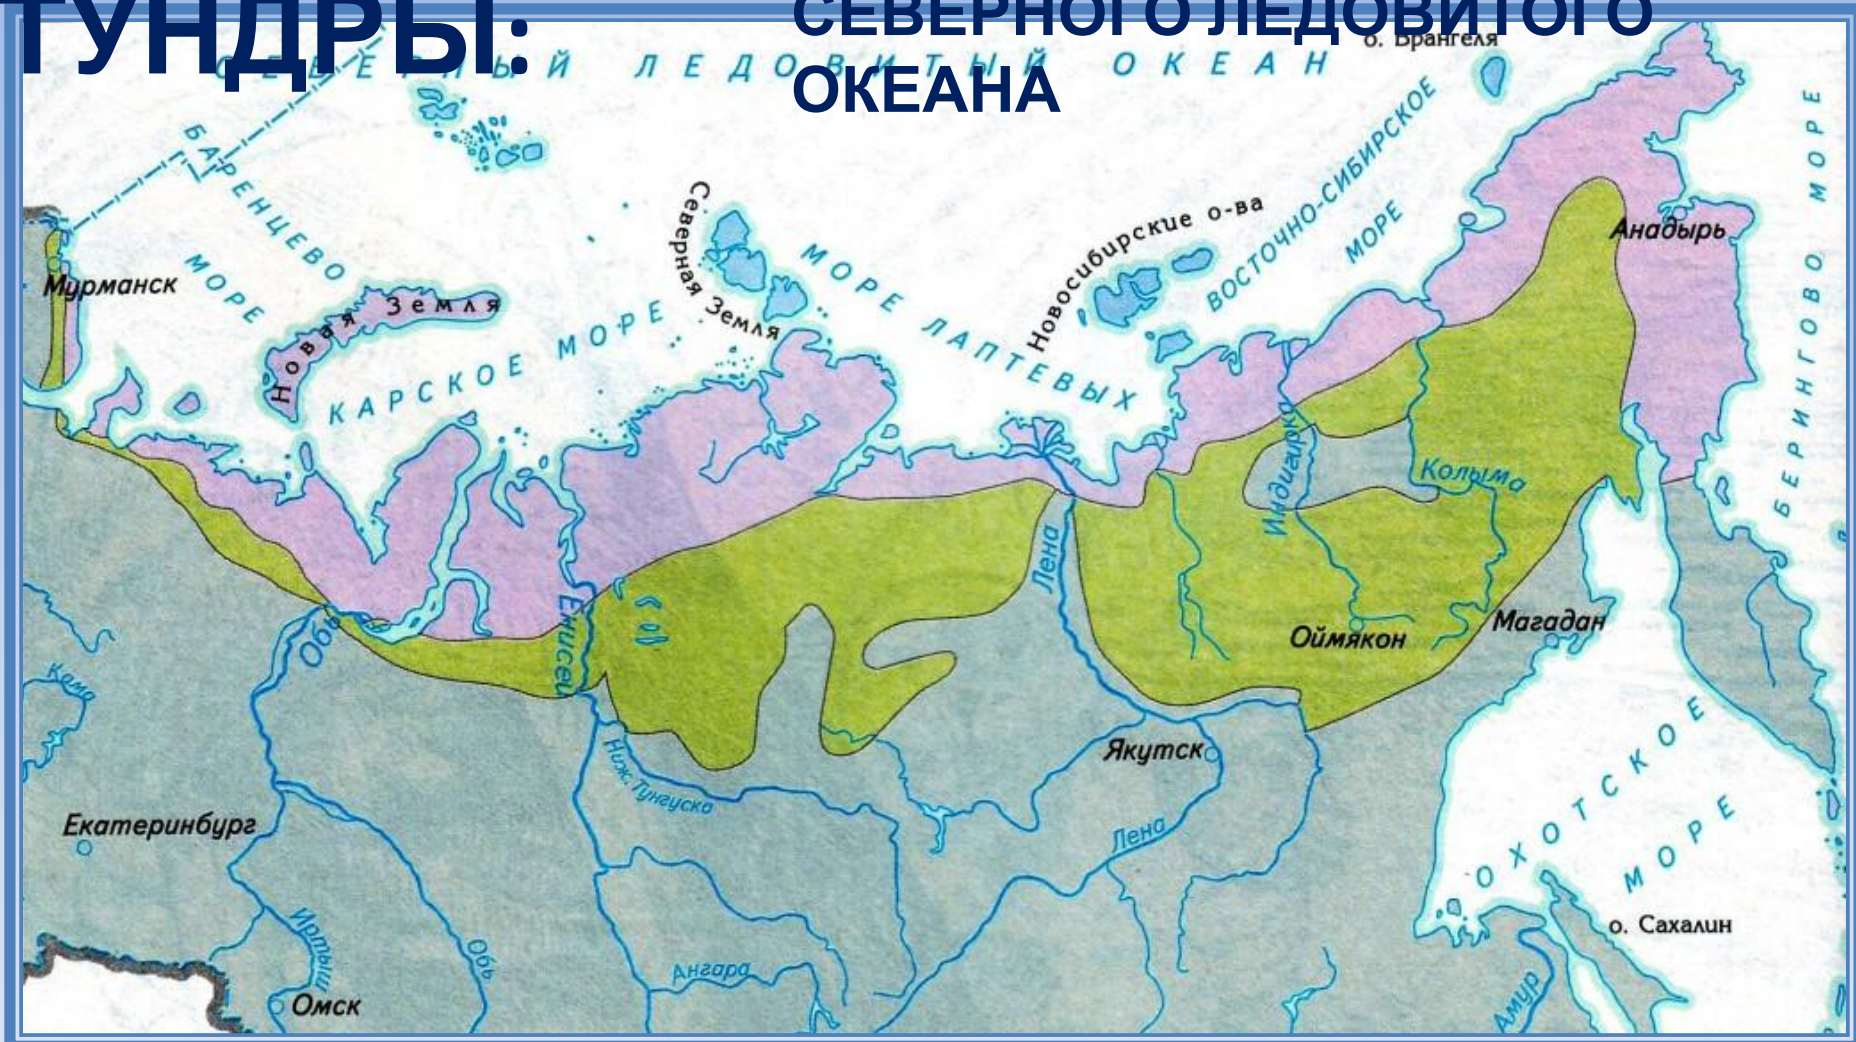 ТУНДРЫ:
СЕВЕРНОГО ЛЕДОВИТОГО
ОКЕАНА
СЕВЕРНЫЙ ЛЕДОВИТЫЙ ОКЕАН
о. Врангеля
БАРЕНЦЕВО
МОРЕ
Мурманск
Новая Земля
КАРСКОЕ МОРЕ
Северная Земля
МОРЕ ЛАПТЕВЫХ
Новосибирские о-ва
ВОСТОЧНО-СИБИРСКОЕ
МОРЕ
Анадырь
БЕРИНГОВО МОРЕ
Индигирка
Колыма
Лена
Енисей
Обь
Оймякон
Магадан
Кама
Ниж. Тунгуска
Якутск
Лена
Екатеринбург
ОХОТСКОЕ
МОРЕ
Иртыш
Обь
Ангара
о. Сахалин
Омск
Амур